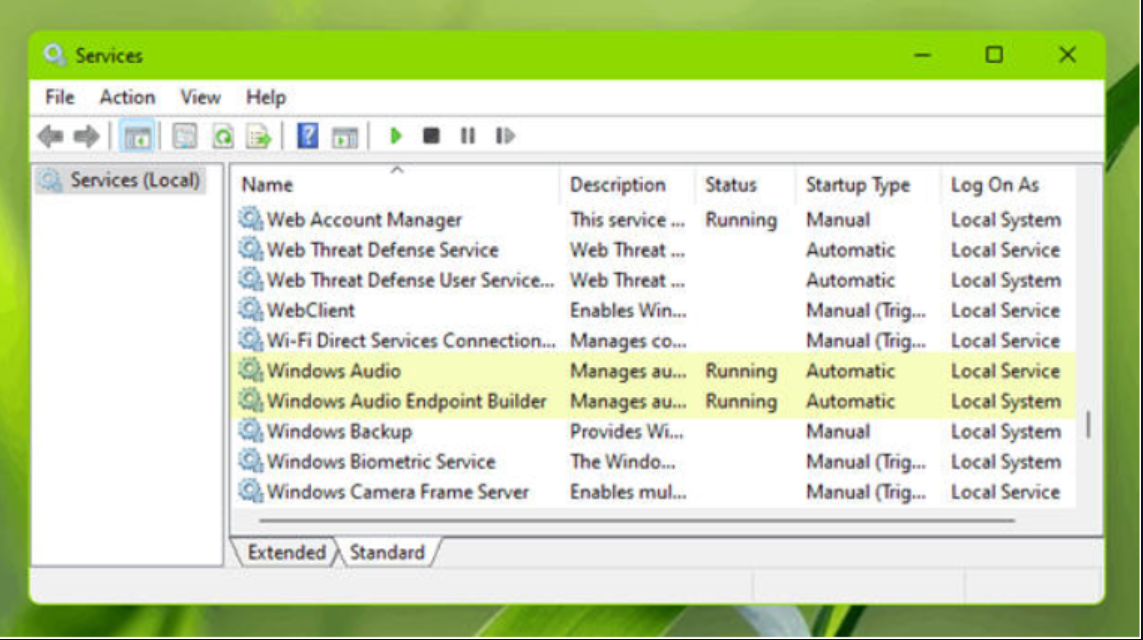 Services
File Action View Help
Services (Local)
Name Description Status Startup Type Log On As
Web Account Manager This service ... Running Manual Local System
Web Threat Defense Service Web Threat ... Automatic Local Service
Web Threat Defense User Service... Web Threat ... Automatic Local Service
WebClient Enables Win... Manual (Trig... Local Service
Wi-Fi Direct Services Connection... Manages co... Manual (Trig... Local Service
Windows Audio Manages au... Running Automatic Local Service
Windows Audio Endpoint Builder Manages au... Running Automatic Local System
Windows Backup Provides Wi... Manual Local System
Windows Biometric Service The Windo... Manual (Trig... Local System
Windows Camera Frame Server Enables mul... Manual (Trig... Local Service
Extended Standard